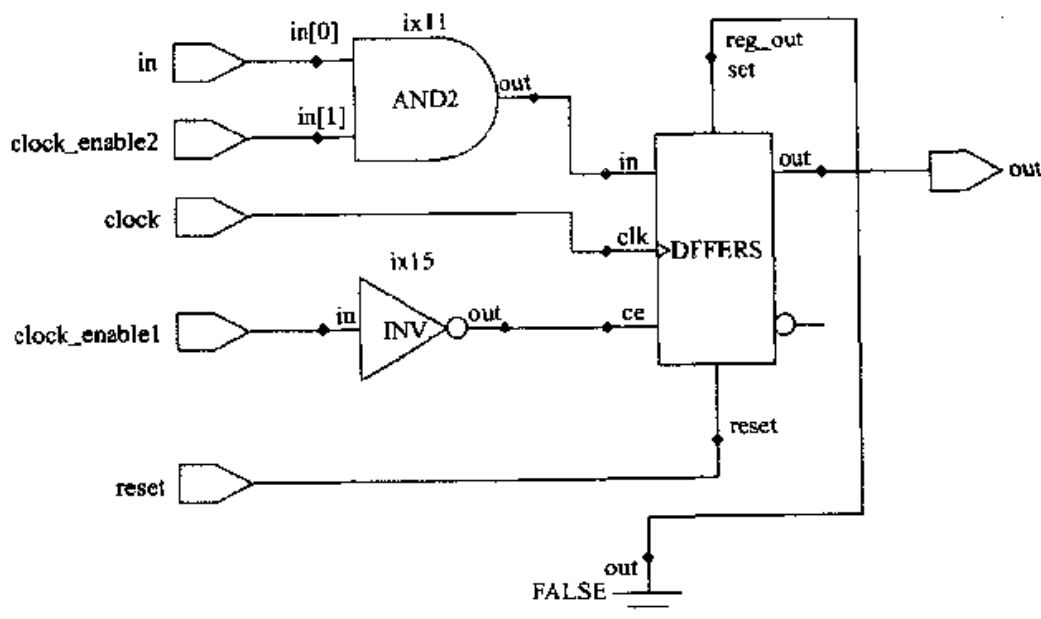 ix11
in[0]
reg_out
set
in
out
AND2
in[1]
clock_enable2
in
out
out
clock
clk
DFFERS
ix15
in
out
ce
INV
clock_enable1
reset
reset
out
FALSE